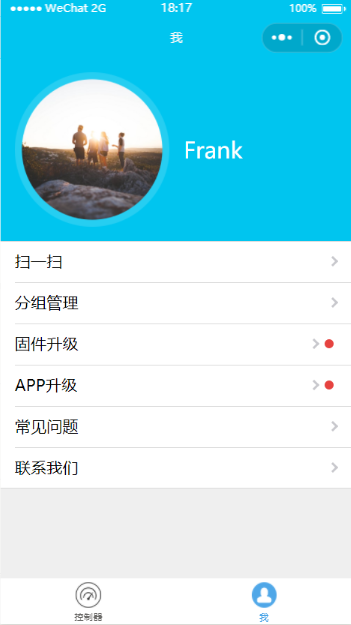 WeChat 2G 18:17 100%
我
Frank
扫一扫
分组管理
固件升级
APP升级
常见问题
联系我们
控制器 我